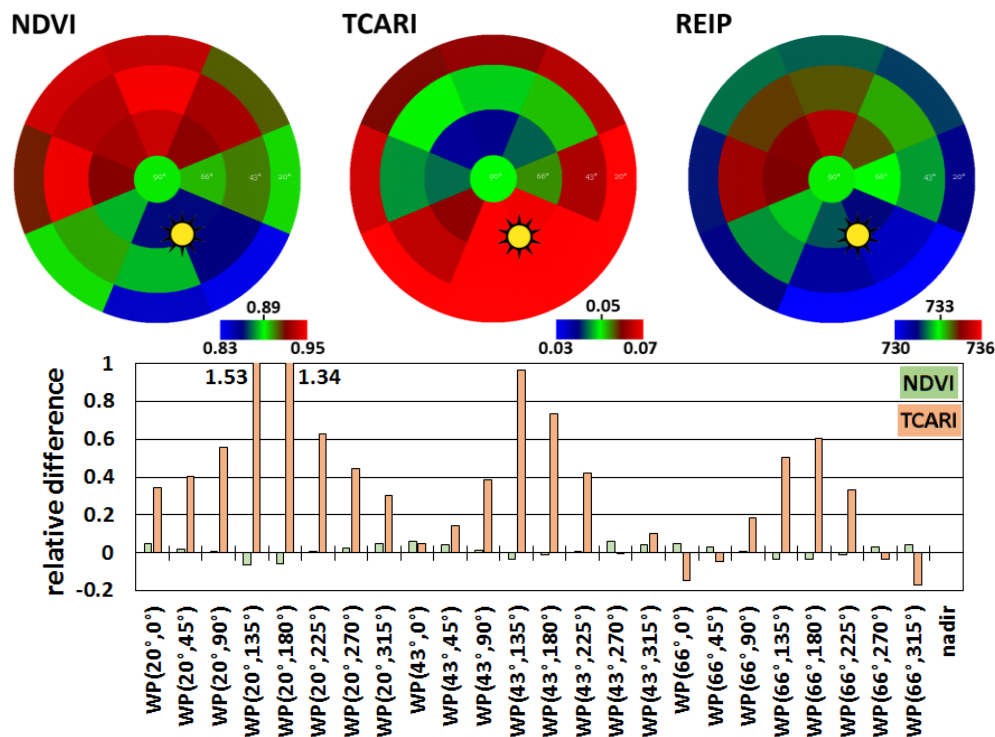 NDVI TCARI REIP
90° 66° 43° 20°
90° 66° 43° 20°
90° 66° 43° 20°
0.89 0.05 733
0.83 0.95 0.03 0.07 730 736
relative difference
1
0.8
0.6
0.4
0.2
0
-0.2
1.53 1.34
NDVI
TCARI
WP(20°,0°)
WP(20°,45°)
WP(20°,90°)
WP(20°,135°)
WP(20°,180°)
WP(20°,225°)
WP(20°,270°)
WP(20°,315°)
WP(43°,0°)
WP(43°,45°)
WP(43°,90°)
WP(43°,135°)
WP(43°,180°)
WP(43°,225°)
WP(43°,270°)
WP(43°,315°)
WP(66°,0°)
WP(66°,45°)
WP(66°,90°)
WP(66°,135°)
WP(66°,180°)
WP(66°,225°)
WP(66°,270°)
WP(66°,315°)
nadir